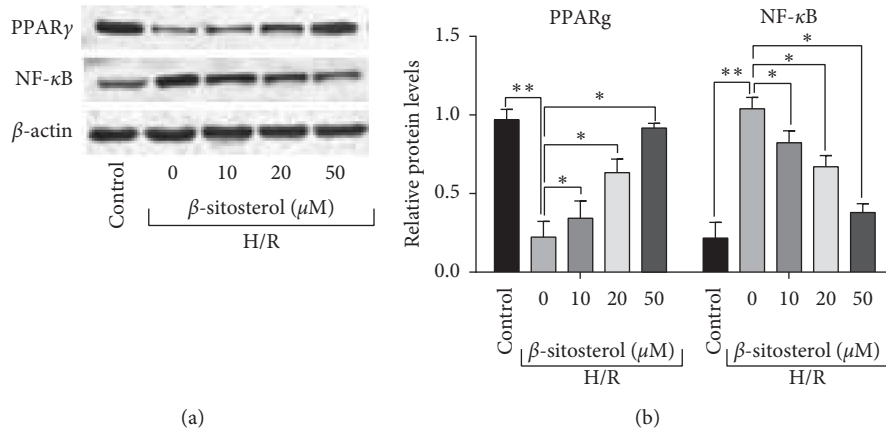 (a)
PPARγ
NF-κB
β-actin
Control
0 10 20 50
β-sitosterol (μM)
H/R
(b)
PPARg NF-κB
Relative protein levels
1.5
1.0
0.5
0.0
** * * *
** * * *
Control 0 10 20 50 Control 0 10 20 50
β-sitosterol (μM) β-sitosterol (μM)
H/R H/R
(a) (b)